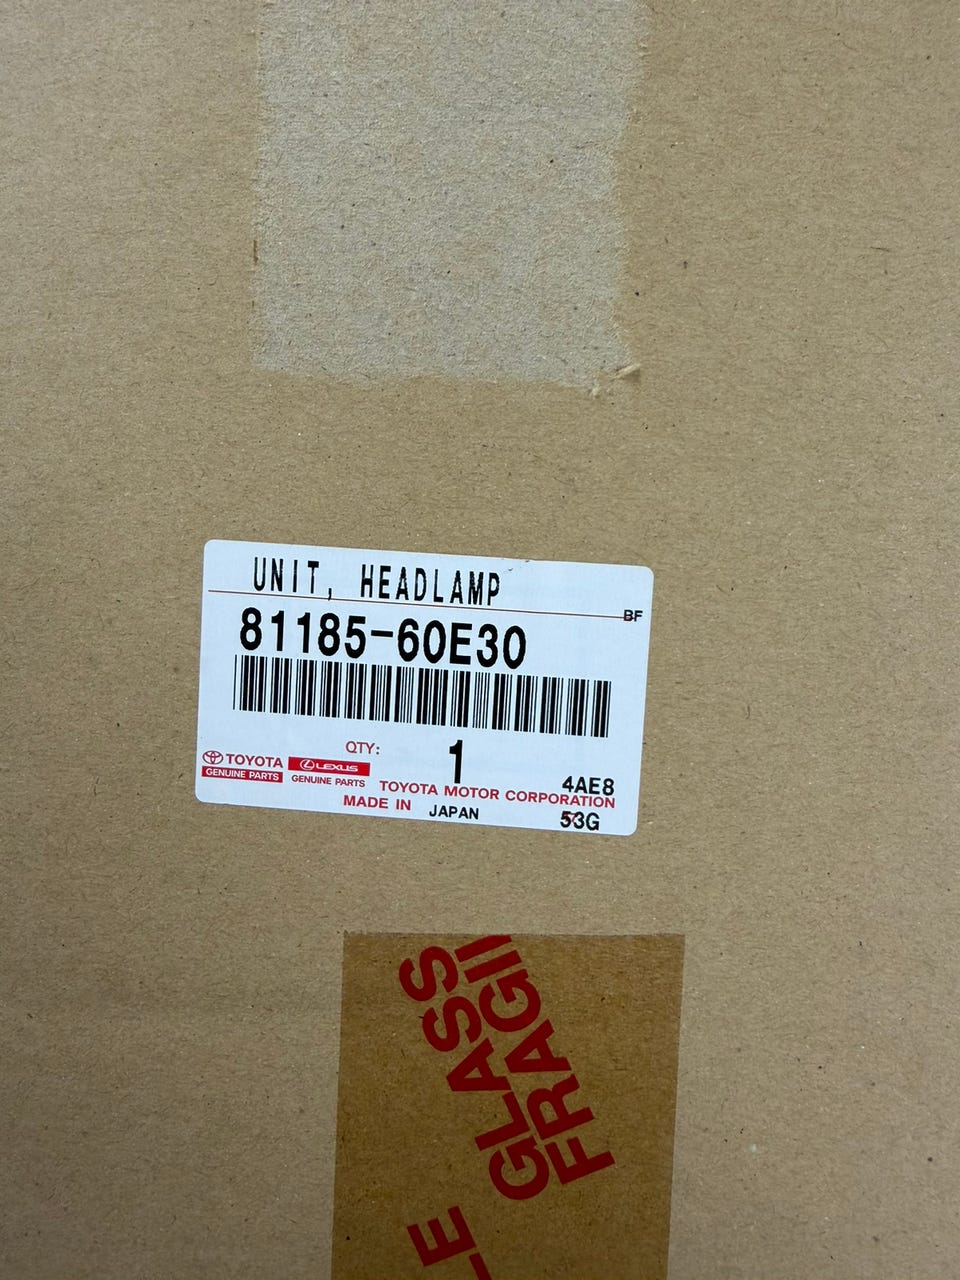 UNIT, HEADLAMP
BF
81185-60E30
QTY: 1
TOYOTA
GENUINE PARTS
LEXUS
GENUINE PARTS
4AE8
TOYOTA MOTOR CORPORATION
MADE IN JAPAN
53G
GLASS
FRAGI
LE